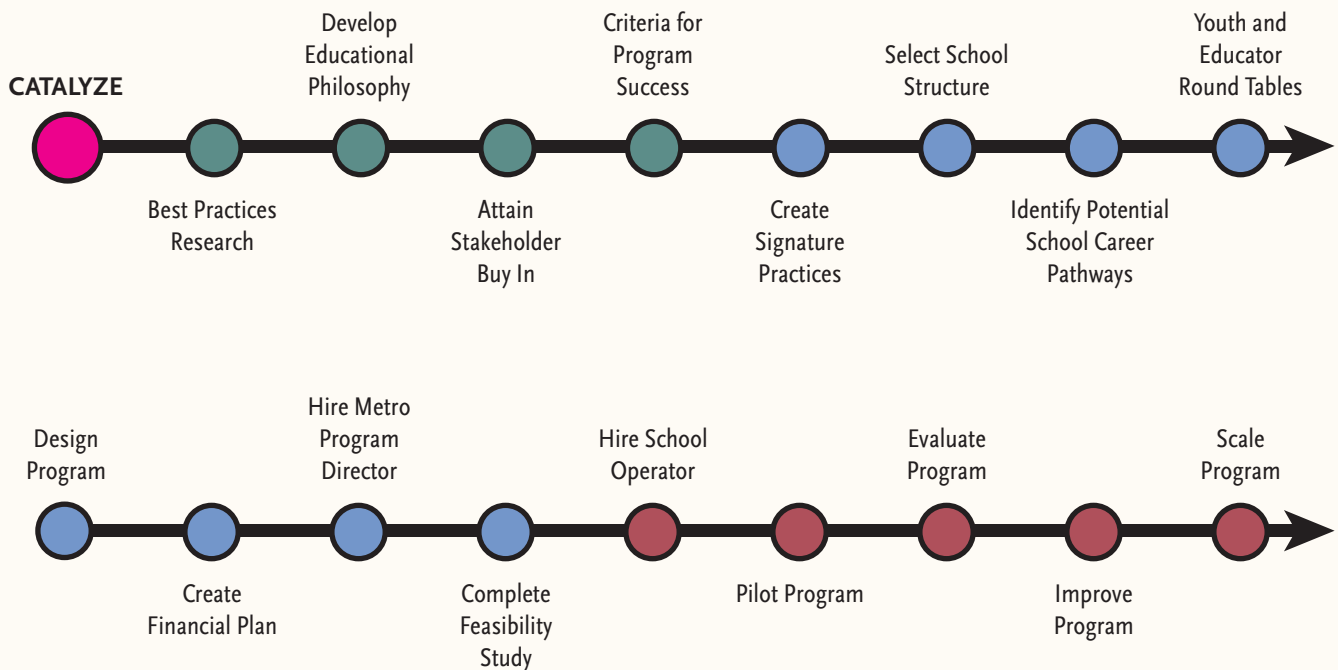 CATALYZE
Best Practices
Research
Develop
Educational
Philosophy
Attain
Stakeholder
Buy In
Criteria for
Program
Success
Create
Signature
Practices
Select School
Structure
Identify Potential
School Career
Pathways
Youth and
Educator
Round Tables
Design
Program
Create
Financial Plan
Hire Metro
Program
Director
Complete
Feasibility
Study
Hire School
Operator
Pilot Program
Evaluate
Program
Improve
Program
Scale
Program